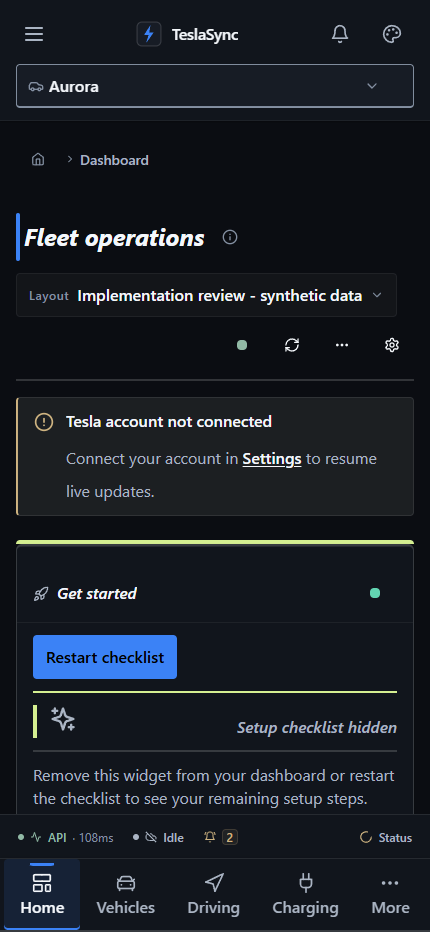 TeslaSync
Aurora
Dashboard
Fleet operations
Layout Implementation review - synthetic data
Tesla account not connected
Connect your account in Settings to resume
live updates.
Get started
Restart checklist
Setup checklist hidden
Remove this widget from your dashboard or restart
the checklist to see your remaining setup steps.
API · 108ms Idle 2 Status
Home Vehicles Driving Charging More